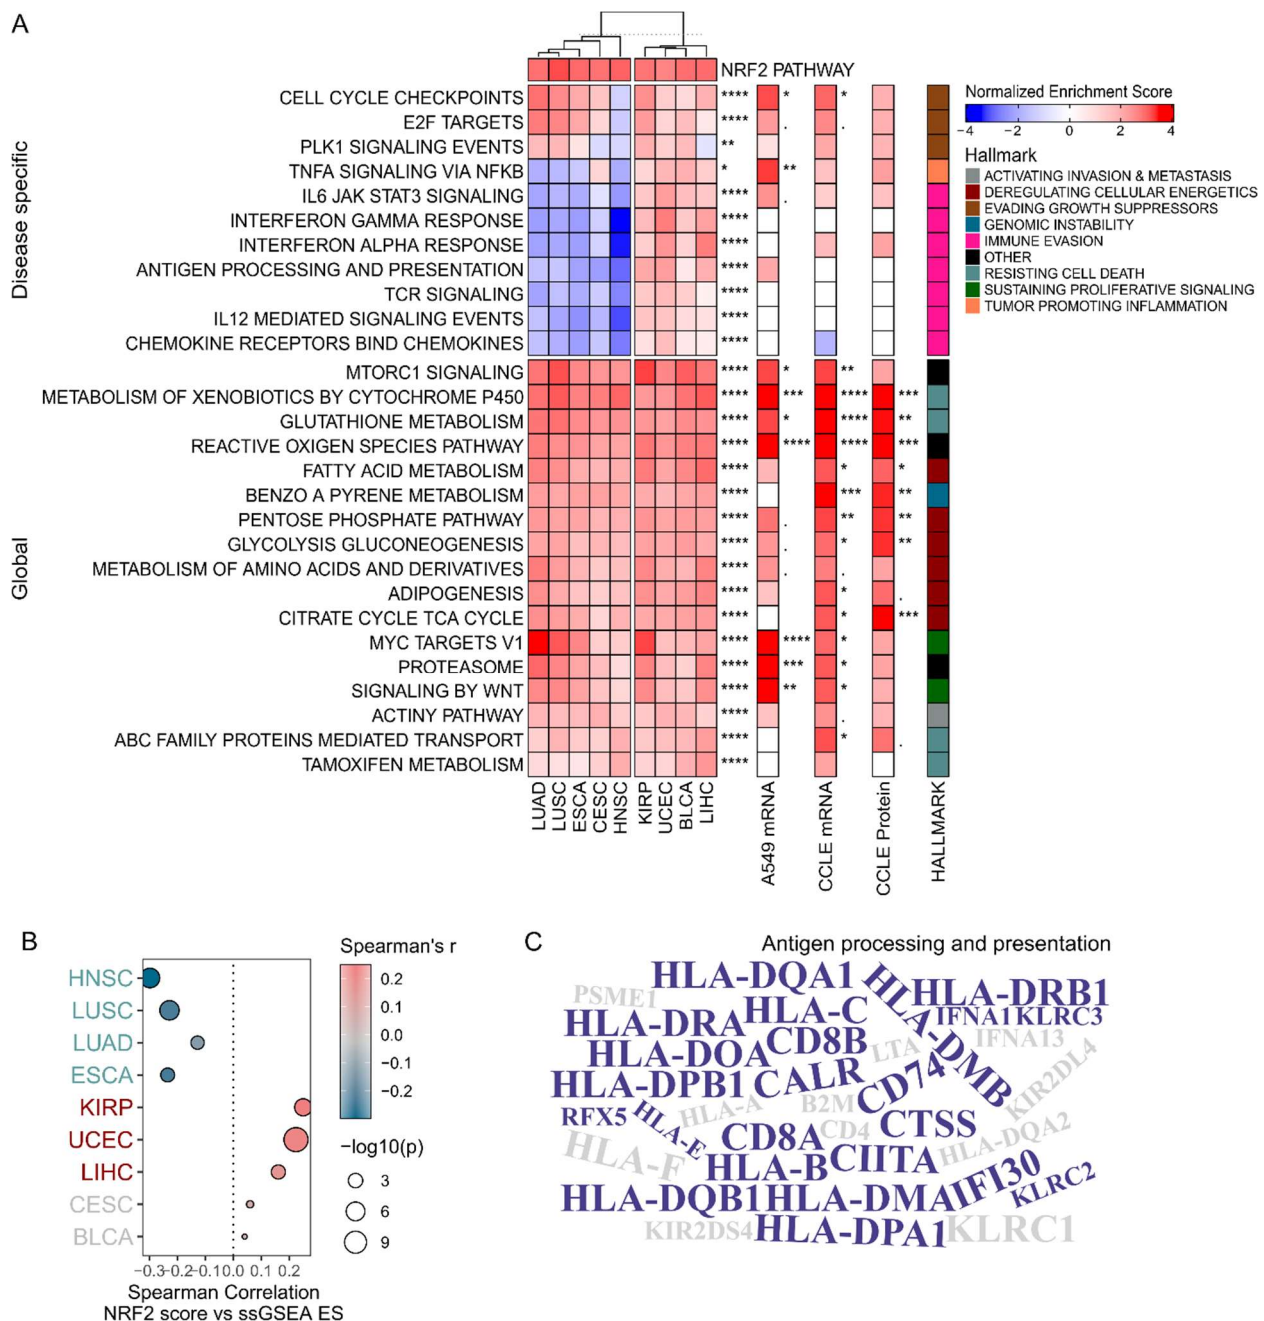 A
NRF2 PATHWAY
Disease specific
CELL CYCLE CHECKPOINTS **** * *
E2F TARGETS **** . .
PLK1 SIGNALING EVENTS **
TNFA SIGNALING VIA NFKB * **
IL6 JAK STAT3 SIGNALING **** .
INTERFERON GAMMA RESPONSE ****
INTERFERON ALPHA RESPONSE ****
ANTIGEN PROCESSING AND PRESENTATION ****
TCR SIGNALING ****
IL12 MEDIATED SIGNALING EVENTS ****
CHEMOKINE RECEPTORS BIND CHEMOKINES ****
Global
MTORC1 SIGNALING **** * **
METABOLISM OF XENOBIOTICS BY CYTOCHROME P450 **** *** **** ***
GLUTATHIONE METABOLISM **** * **** **
REACTIVE OXIGEN SPECIES PATHWAY **** **** **** ***
FATTY ACID METABOLISM **** * *
BENZO A PYRENE METABOLISM **** *** **
PENTOSE PHOSPHATE PATHWAY **** . ** **
GLYCOLYSIS GLUCONEOGENESIS **** . * **
METABOLISM OF AMINO ACIDS AND DERIVATIVES **** . .
ADIPOGENESIS **** * .
CITRATE CYCLE TCA CYCLE **** * ***
MYC TARGETS V1 **** **** *
PROTEASOME **** *** *
SIGNALING BY WNT **** ** *
ACTINY PATHWAY **** .
ABC FAMILY PROTEINS MEDIATED TRANSPORT **** * .
TAMOXIFEN METABOLISM ****
LUAD
LUSC
ESCA
CESC
HNSC
KIRP
UCEC
BLCA
LIHC
A549 mRNA
CCLE mRNA
CCLE Protein
HALLMARK
Normalized Enrichment Score
−4 −2 0 2 4
Hallmark
ACTIVATING INVASION & METASTASIS
DEREGULATING CELLULAR ENERGETICS
EVADING GROWTH SUPPRESSORS
GENOMIC INSTABILITY
IMMUNE EVASION
OTHER
RESISTING CELL DEATH
SUSTAINING PROLIFERATIVE SIGNALING
TUMOR PROMOTING INFLAMMATION
B
HNSC
LUSC
LUAD
ESCA
KIRP
UCEC
LIHC
CESC
BLCA
−0.3 −0.2 −0.1 0.0 0.1 0.2
Spearman Correlation
NRF2 score vs ssGSEA ES
Spearman's r
0.2
0.1
0.0
−0.1
−0.2
−log10(p)
3
6
9
C
Antigen processing and presentation
HLA-DQA1
PSME1
HLA-DMB
HLA-DRB1
HLA-C
IFNA1
KLRC3
HLA-DRA
CD8B
IFNA13
HLA-DOA
LTA
KIR2DL4
HLA-DPB1
CALR
CD74
RFX5
HLA-E
HLA-A
B2M
CD4
CTSS
HLA-DQA2
HLA-F
CD8A
HLA-B
CIITA
IFI30
KLRC2
HLA-DQB1
HLA-DMA
KIR2DS4
HLA-DPA1
KLRC1